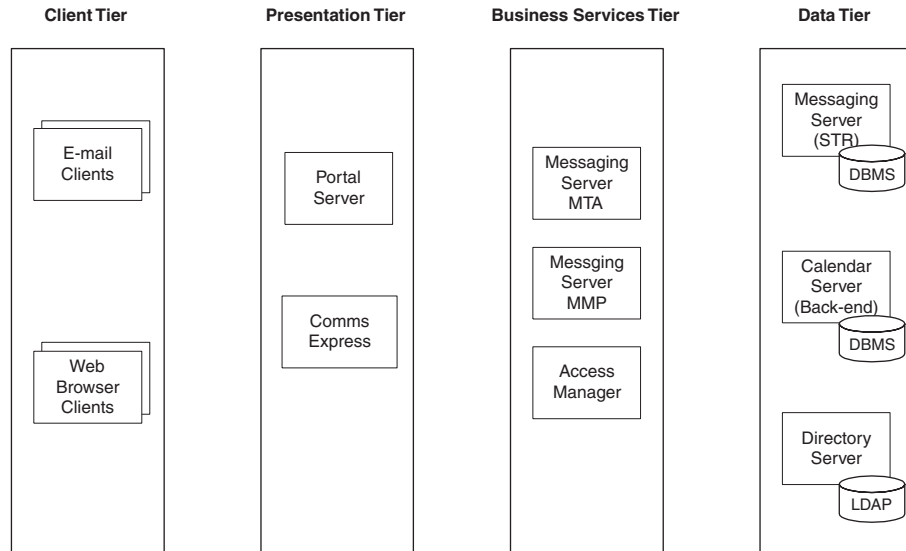 Client Tier
Presentation Tier
Business Services Tier
Data Tier
E-mail
Clients
Web
Browser
Clients
Portal
Server
Comms
Express
Messaging
Server
MTA
Messging
Server
MMP
Access
Manager
Messaging
Server
(STR)
DBMS
Calendar
Server
(Back-end)
DBMS
Directory
Server
LDAP